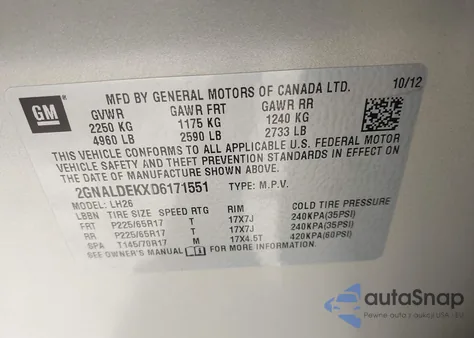 MFD BY GENERAL MOTORS OF CANADA LTD. 10/12
GM
GVWR GAWR FRT GAWR RR
2250 KG 1175 KG 1240 KG
4960 LB 2590 LB 2733 LB
THIS VEHICLE CONFORMS TO ALL APPLICABLE U.S. FEDERAL MOTOR
VEHICLE SAFETY AND THEFT PREVENTION STANDARDS IN EFFECT ON
THE DATE OF MANUFACTURE SHOWN ABOVE.
2GNALDEKXD6171551 TYPE: M.P.V.
MODEL: LH26
LBBN TIRE SIZE SPEED RTG RIM COLD TIRE PRESSURE
FRT P225/65R17 T 17X7J 240KPA(35PSI)
RR P225/65R17 T 17X7J 240KPA(35PSI)
SPA T145/70R17 M 17X4.5T 420KPA(60PSI)
SEE OWNER'S MANUAL FOR MORE INFORMATION
autoSnap
Pewne auta z aukcji USA